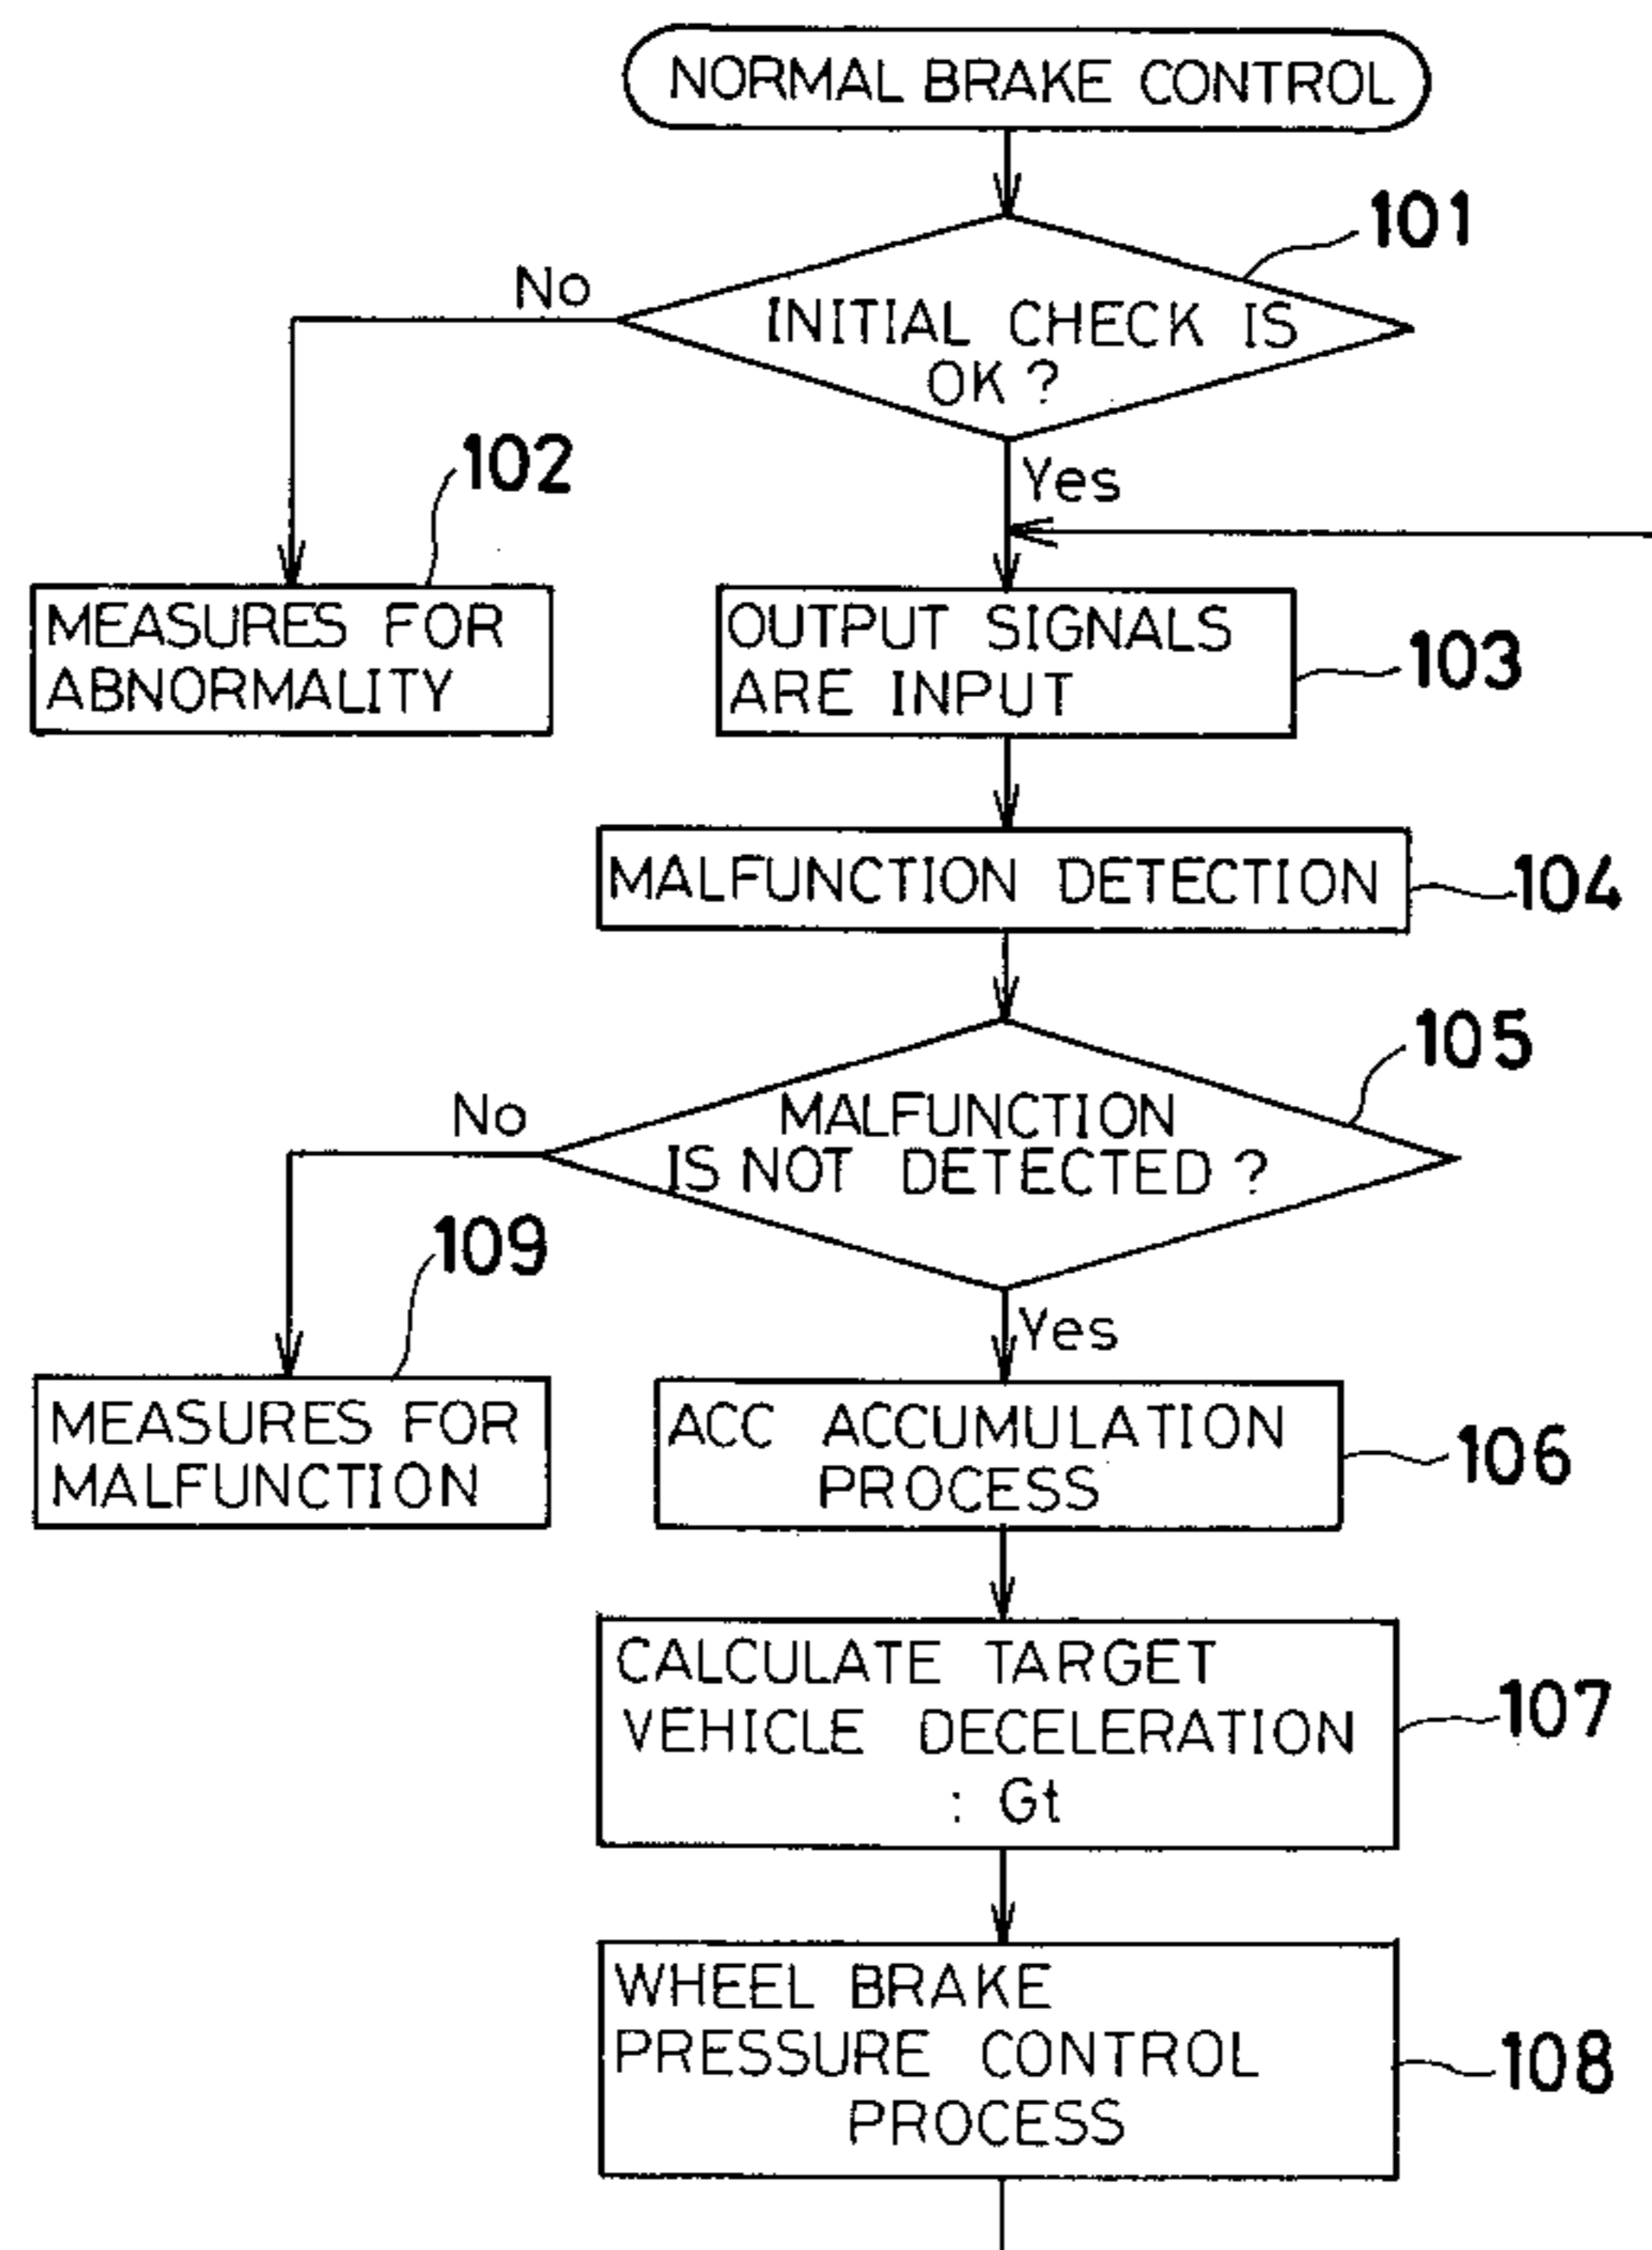 NORMAL BRAKE CONTROL
101
No
INITIAL CHECK IS
OK ?
102
Yes
MEASURES FOR
ABNORMALITY
OUTPUT SIGNALS
ARE INPUT
103
MALFUNCTION DETECTION
104
105
No
MALFUNCTION
IS NOT DETECTED ?
109
Yes
MEASURES FOR
MALFUNCTION
ACC ACCUMULATION
PROCESS
106
CALCULATE TARGET
VEHICLE DECELERATION
: Gt
107
WHEEL BRAKE
PRESSURE CONTROL
PROCESS
108